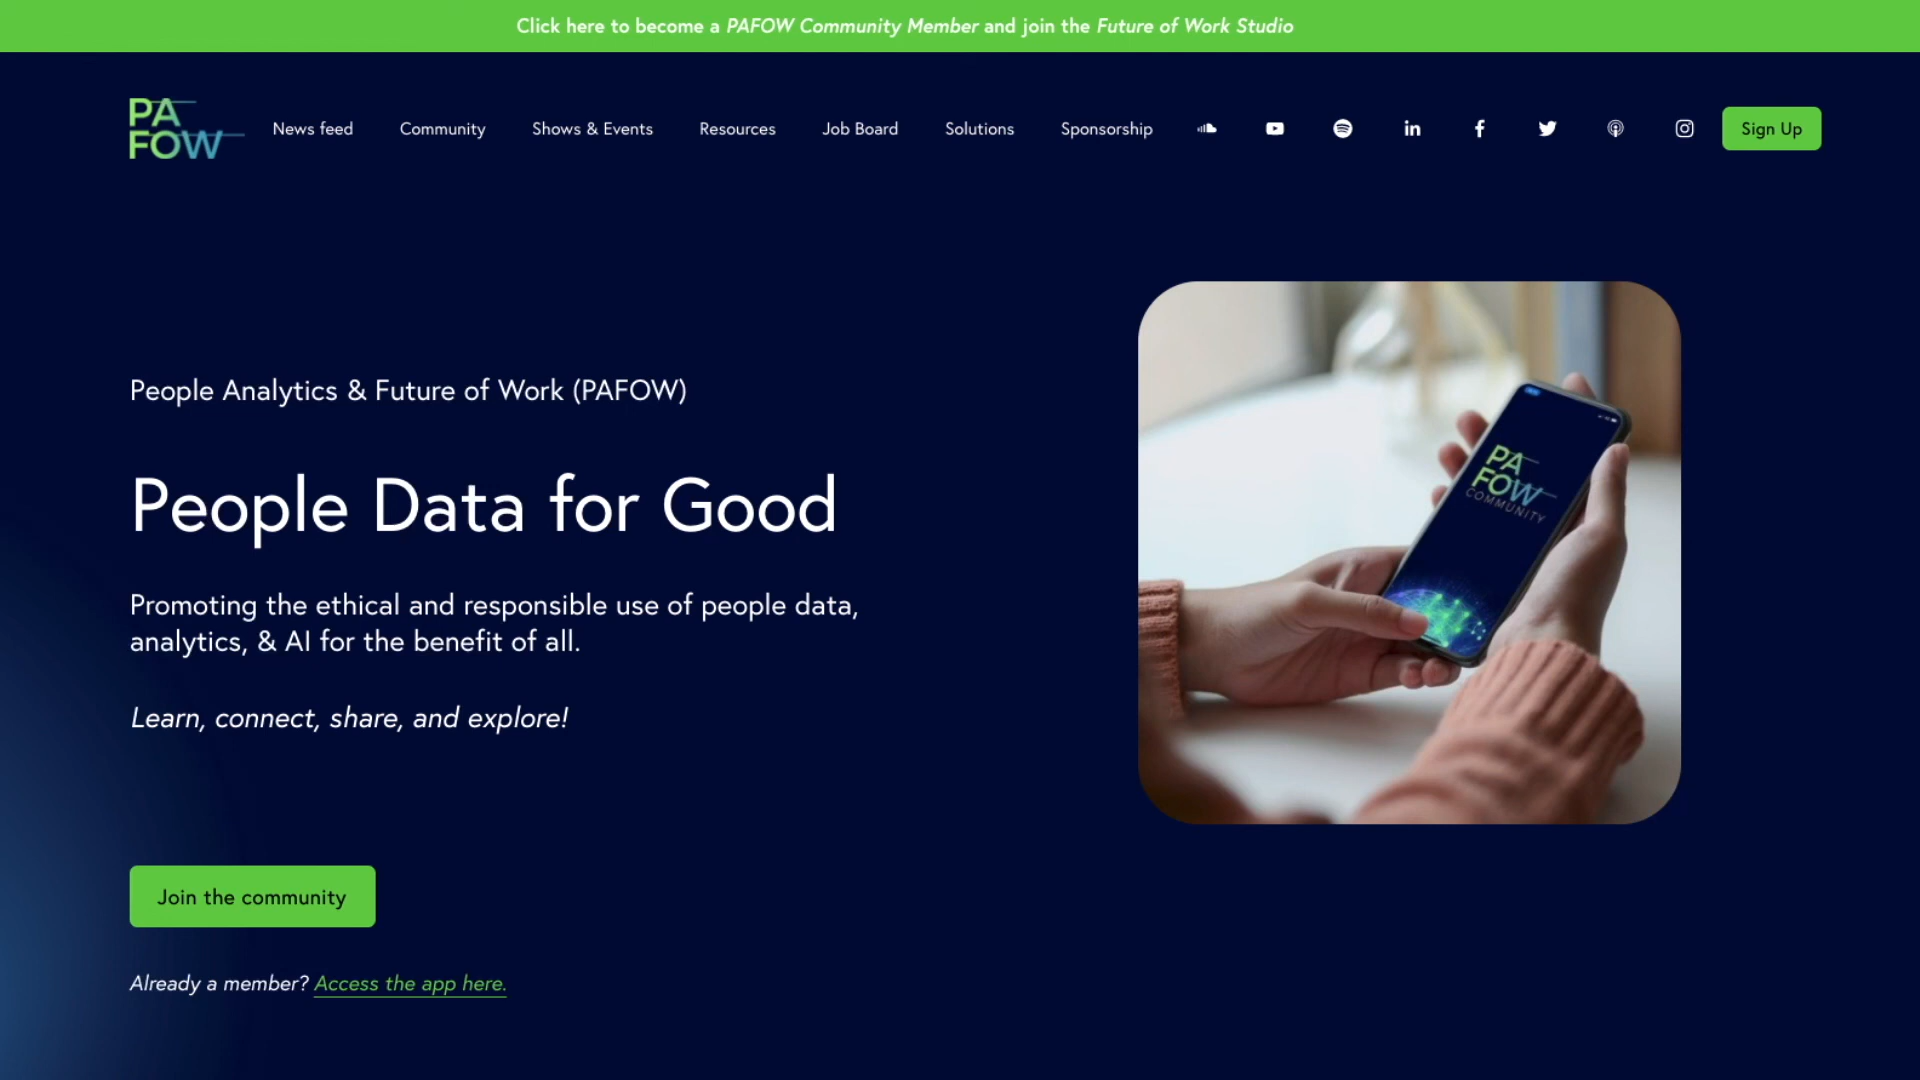 Click here to become a PAFOW Community Member and join the Future of Work Studio
PA
FOW
News feed
Community
Shows & Events
Resources
Job Board
Solutions
Sponsorship
Sign Up
People Analytics & Future of Work (PAFOW)
People Data for Good
Promoting the ethical and responsible use of people data,
analytics, & AI for the benefit of all.
Learn, connect, share, and explore!
PA
FOW
COMMUNITY
Join the community
Already a member? Access the app here.